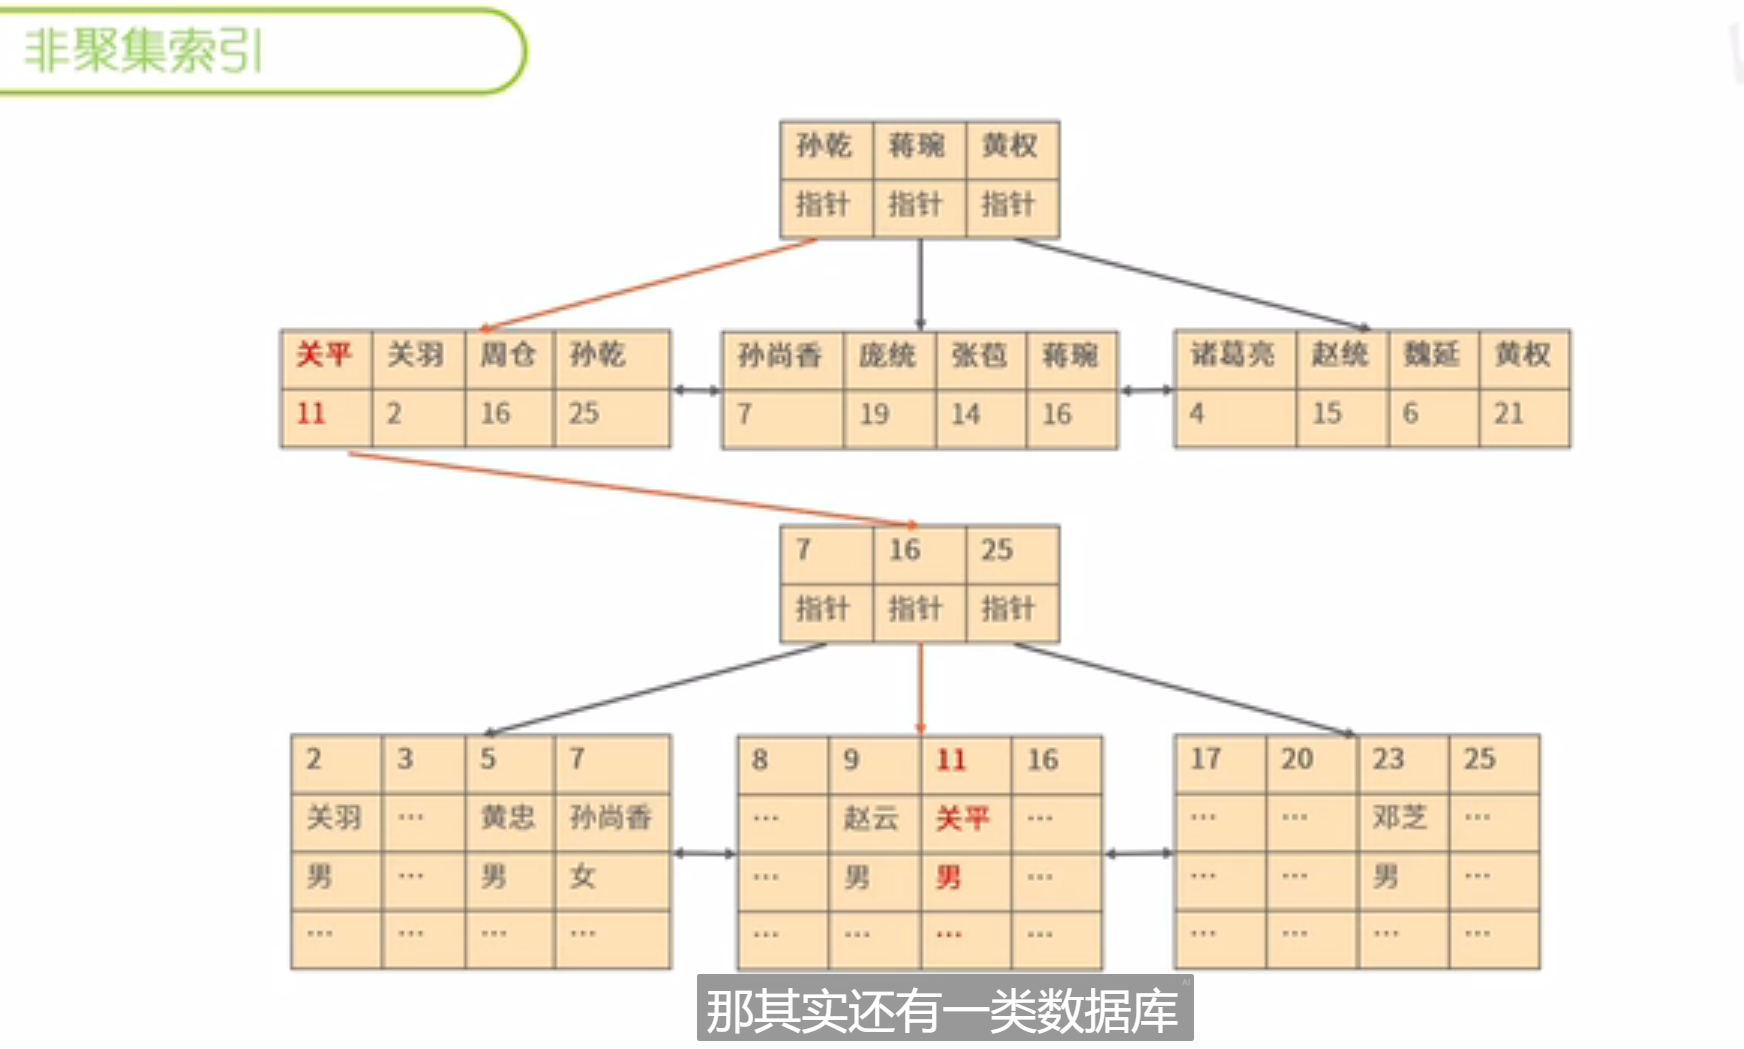 非聚集索引
孙乾 蒋琬 黄权
指针 指针 指针
关平 关羽 周仓 孙乾 孙尚香 庞统 张苞 蒋琬 诸葛亮 赵统 魏延 黄权
11 2 16 25 7 19 14 16 4 15 6 21
7 16 25
指针 指针 指针
2 3 5 7 8 9 11 16 17 20 23 25
关羽 … 黄忠 孙尚香 … 赵云 关平 … … … 邓芝 …
男 … 男 女 … 男 男 … … … 男 …
… … … … … … … … … … … …
那其实还有一类数据库
AI